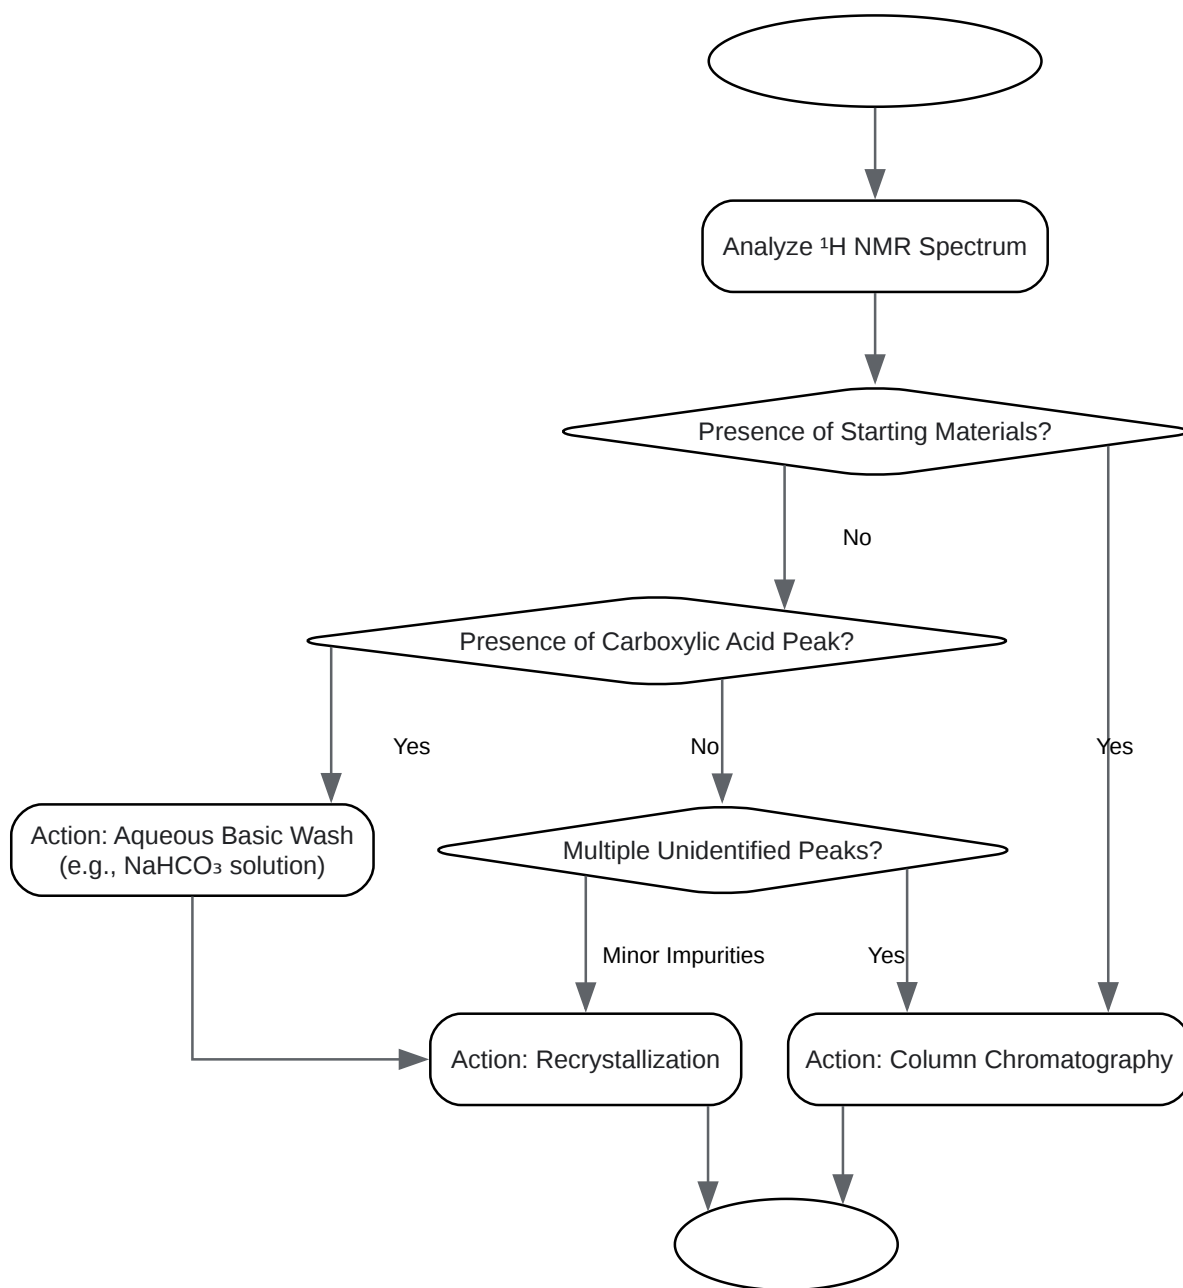 Analyze ¹H NMR Spectrum
Presence of Starting Materials?
No
Presence of Carboxylic Acid Peak?
Yes
No
Yes
Action: Aqueous Basic Wash
(e.g., NaHCO₃ solution)
Multiple Unidentified Peaks?
Minor Impurities
Yes
Action: Recrystallization
Action: Column Chromatography